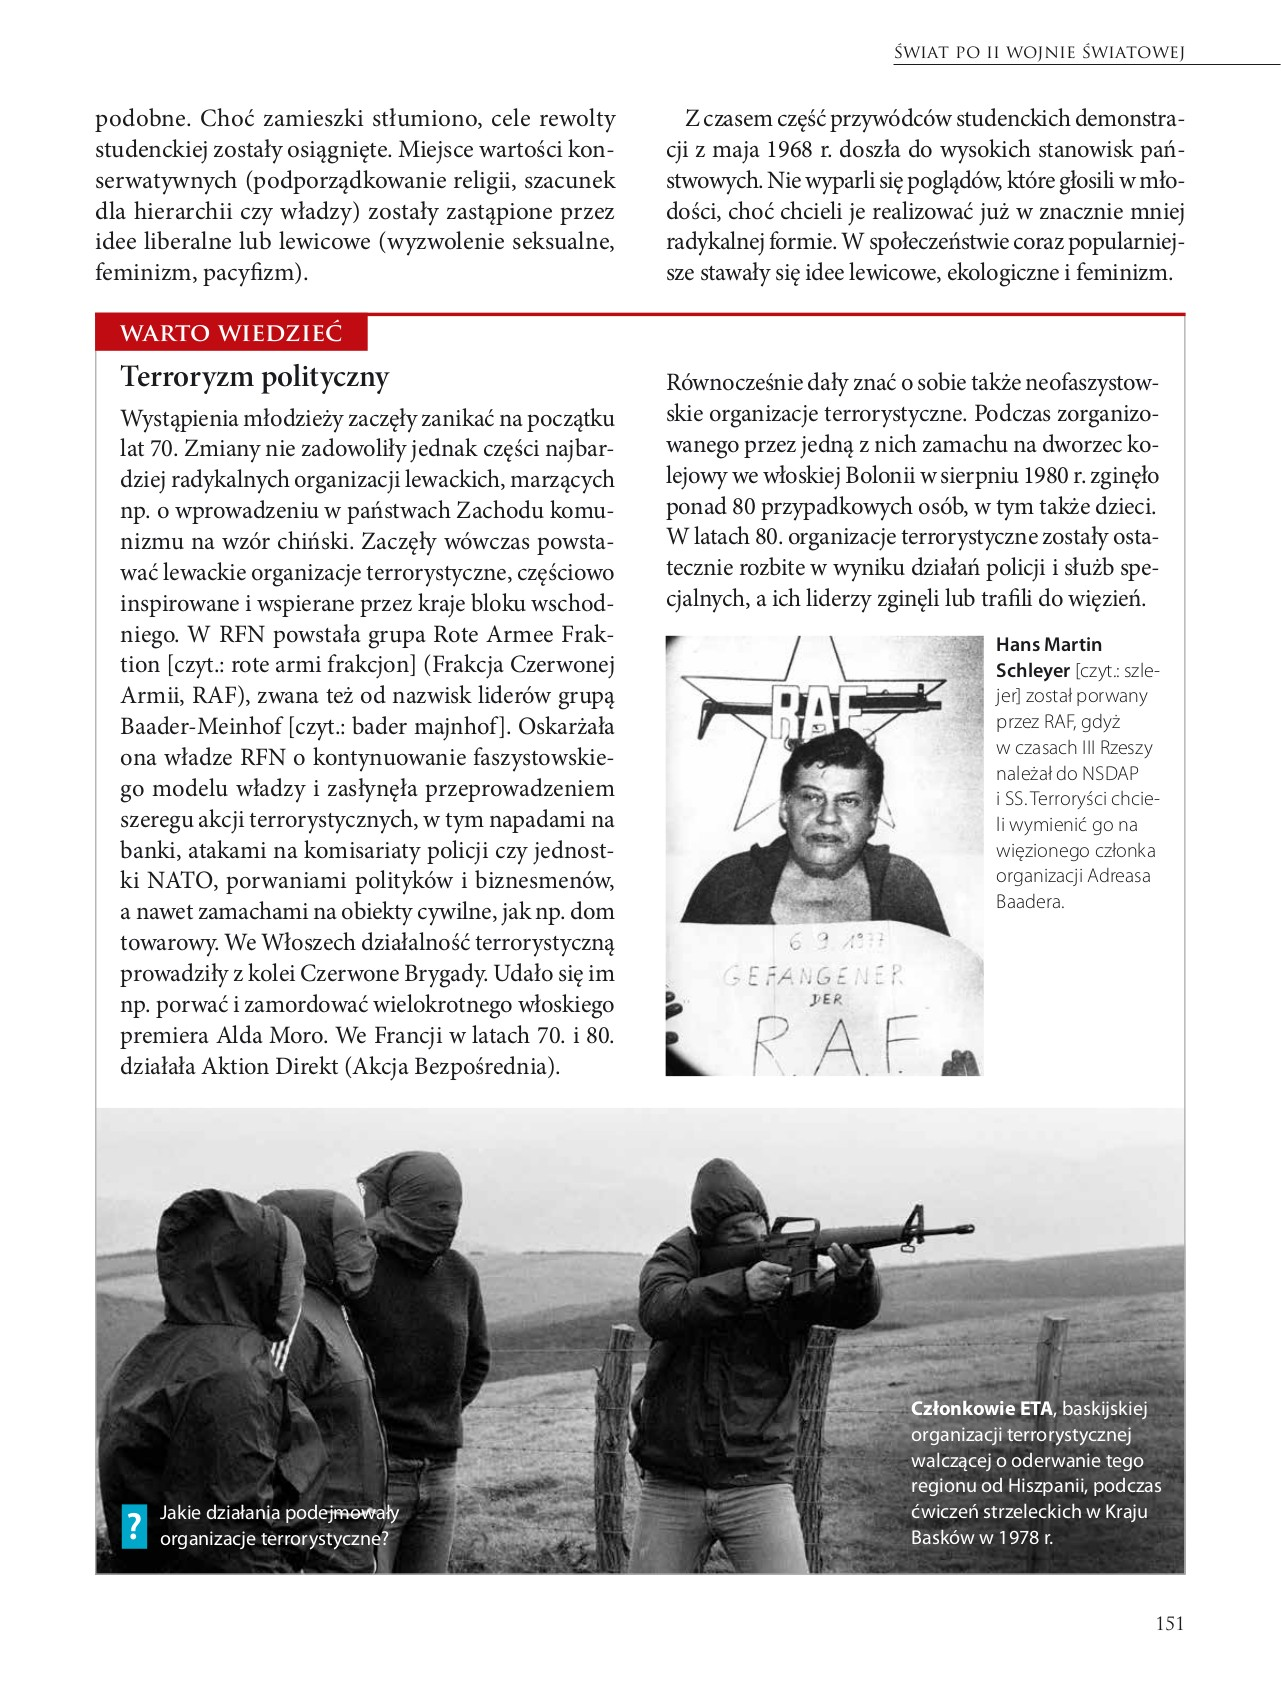 ŚWIAT PO II WOJNIE ŚWIATOWEJ
podobne. Choć zamieszki stłumiono, cele rewolty
studenckiej zostały osiągnięte. Miejsce wartości kon-
serwatywnych (podporządkowanie religii, szacunek
dla hierarchii czy władzy) zostały zastąpione przez
idee liberalne lub lewicowe (wyzwolenie seksualne,
feminizm, pacyfizm).
Z czasem część przywódców studenckich demonstra-
cji z maja 1968 r. doszła do wysokich stanowisk pań-
stwowych. Nie wyparli się poglądów, które głosili w mło-
dości, choć chcieli je realizować już w znacznie mniej
radykalnej formie. W społeczeństwie coraz popularniej-
sze stawały się idee lewicowe, ekologiczne i feminizm.
WARTO WIEDZIEĆ
Terroryzm polityczny
Wystąpienia młodzieży zaczęły zanikać na początku
lat 70. Zmiany nie zadowoliły jednak części najbar-
dziej radykalnych organizacji lewackich, marzących
np. o wprowadzeniu w państwach Zachodu komu-
nizmu na wzór chiński. Zaczęły wówczas powsta-
wać lewackie organizacje terrorystyczne, częściowo
inspirowane i wspierane przez kraje bloku wschod-
niego. W RFN powstała grupa Rote Armee Frak-
tion [czyt.: rote armi frakcjon] (Frakcja Czerwonej
Armii, RAF), zwana też od nazwisk liderów grupą
Baader-Meinhof [czyt.: bader majnhof]. Oskarżała
ona władze RFN o kontynuowanie faszystowskie-
go modelu władzy i zasłynęła przeprowadzeniem
szeregu akcji terrorystycznych, w tym napadami na
banki, atakami na komisariaty policji czy jednost-
ki NATO, porwaniami polityków i biznesmenów,
a nawet zamachami na obiekty cywilne, jak np. dom
towarowy. We Włoszech działalność terrorystyczną
prowadziły z kolei Czerwone Brygady. Udało się im
np. porwać i zamordować wielokrotnego włoskiego
premiera Alda Moro. We Francji w latach 70. i 80.
działała Aktion Direkt (Akcja Bezpośrednia).
Równocześnie dały znać o sobie także neofaszystow-
skie organizacje terrorystyczne. Podczas zorganizo-
wanego przez jedną z nich zamachu na dworzec ko-
lejowy we włoskiej Bolonii w sierpniu 1980 r. zginęło
ponad 80 przypadkowych osób, w tym także dzieci.
W latach 80. organizacje terrorystyczne zostały osta-
tecznie rozbite w wyniku działań policji i służb spe-
cjalnych, a ich liderzy zginęli lub trafili do więzień.
RAF
6 9 1977
GEFANGENER
DER
R.A.F.
Hans Martin
Schleyer [czyt.: szle-
jer] został porwany
przez RAF, gdyż
w czasach III Rzeszy
należał do NSDAP
i SS. Terroryści chcie-
li wymienić go na
więzionego członka
organizacji Adreasa
Baadera.
Członkowie ETA, baskijskiej
organizacji terrorystycznej
walczącej o oderwanie tego
regionu od Hiszpanii, podczas
ćwiczeń strzeleckich w Kraju
Basków w 1978 r.
? Jakie działania podejmowały
organizacje terrorystyczne?
151